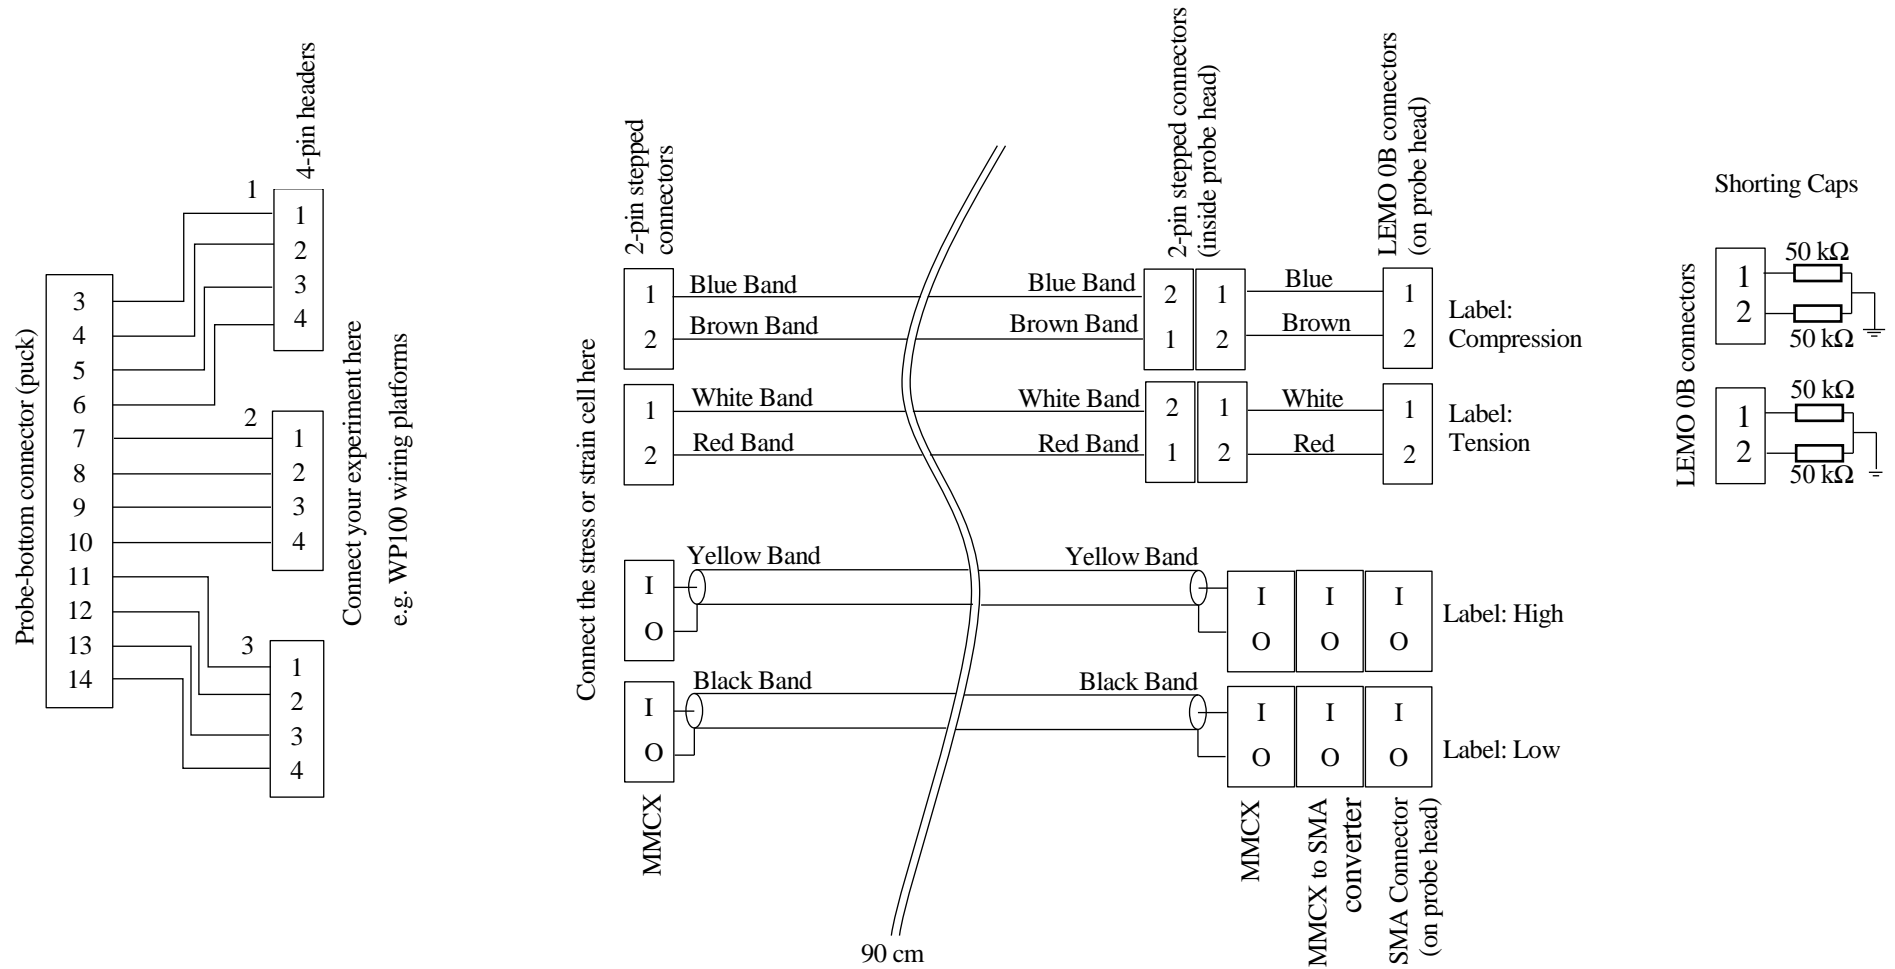 Probe-bottom connector (puck)
3
4
5
6
7
8
9
10
11
12
13
14
4-pin headers
1
1
2
3
4
2
1
2
3
4
3
1
2
3
4
Connect your experiment here
e.g. WP100 wiring platforms
Connect the stress or strain cell here
2-pin stepped
connectors
2-pin stepped connectors
(inside probe head)
LEMO 0B connectors
(on probe head)
1 Blue Band Blue Band 2 1 Blue 1
2 Brown Band Brown Band 1 2 Brown 2
Label:
Compression
1 White Band White Band 2 1 White 1
2 Red Band Red Band 1 2 Red 2
Label:
Tension
Yellow Band Yellow Band
I I I I
O O O O
Label: High
Black Band Black Band
I I I I
O O O O
Label: Low
MMCX
90 cm
MMCX
MMCX to SMA
converter
SMA Connector
(on probe head)
Shorting Caps
LEMO 0B connectors
50 kΩ
1
2
50 kΩ
50 kΩ
1
2
50 kΩ